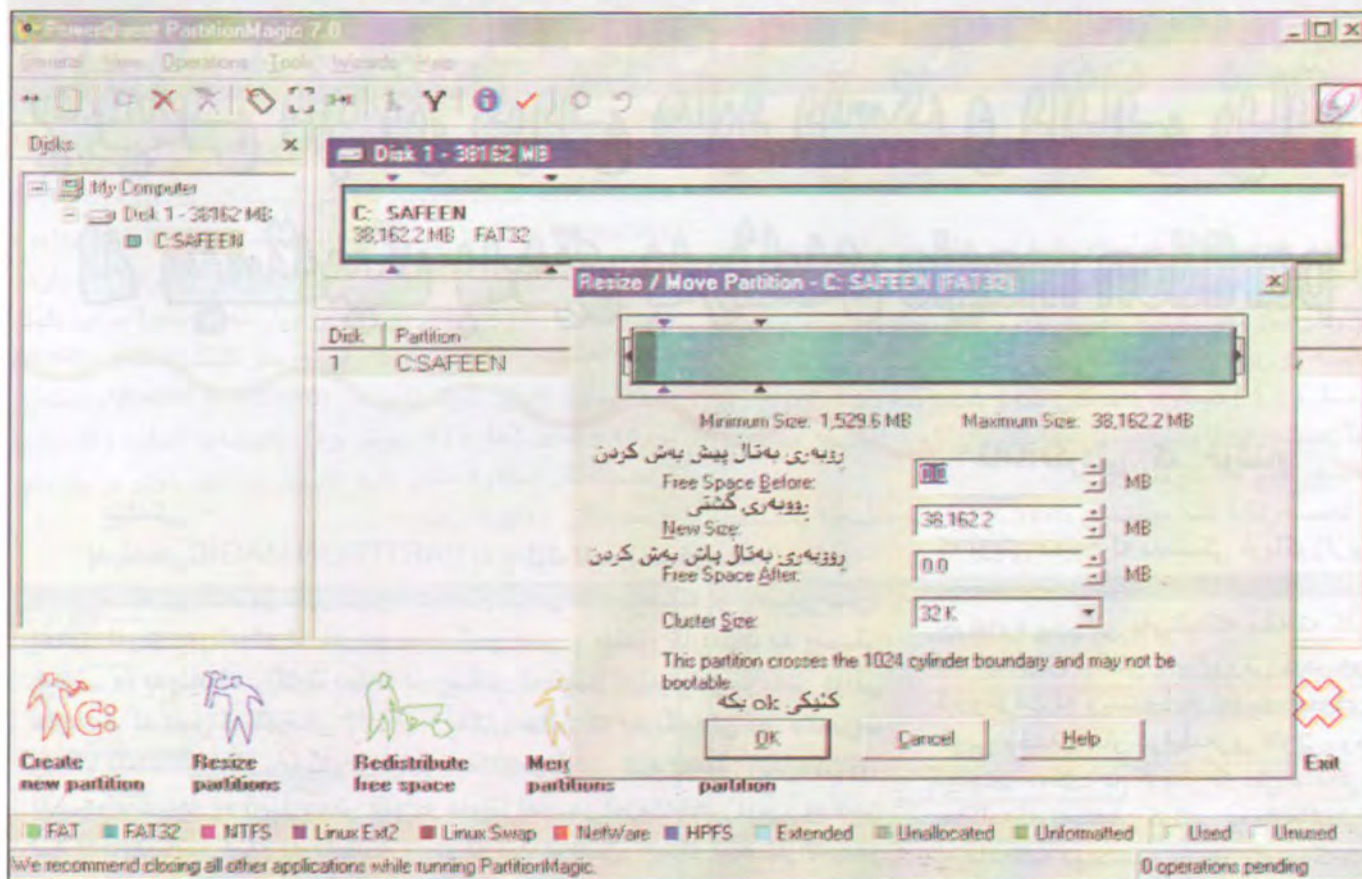 PowerQuest PartitionMagic 7.0
General View Operations Tools Wizards Help
Disks
My Computer
Disk 1 - 38162 MB
C:SAFEEN
Disk 1 - 38162 MB
C: SAFEEN
38,162.2 MB FAT32
Disk Partition
1 C:SAFEEN
Resize / Move Partition - C: SAFEEN (FAT32)
Minimum Size: 1,529.6 MB Maximum Size: 38,162.2 MB
ڕوبەری بەتاڵ پیش بەش کردن
Free Space Before: 0.0 MB
ڕووبەری گشتی
New Size: 38,162.2 MB
ڕووبەری بەتاڵ پاش بەش کردن
Free Space After: 0.0 MB
Cluster Size: 32 K
This partition crosses the 1024 cylinder boundary and may not be
bootable.
کلیکی ok بکە
OK Cancel Help
Create
new partition
Resize
partitions
Redistribute
free space
Merg
partitions
partition
Exit
FAT FAT32 NTFS Linux Ext2 Linux Swap NetWare HPFS Extended Unallocated Unformatted Used Unused
We recommend closing all other applications while running PartitionMagic. 0 operations pending